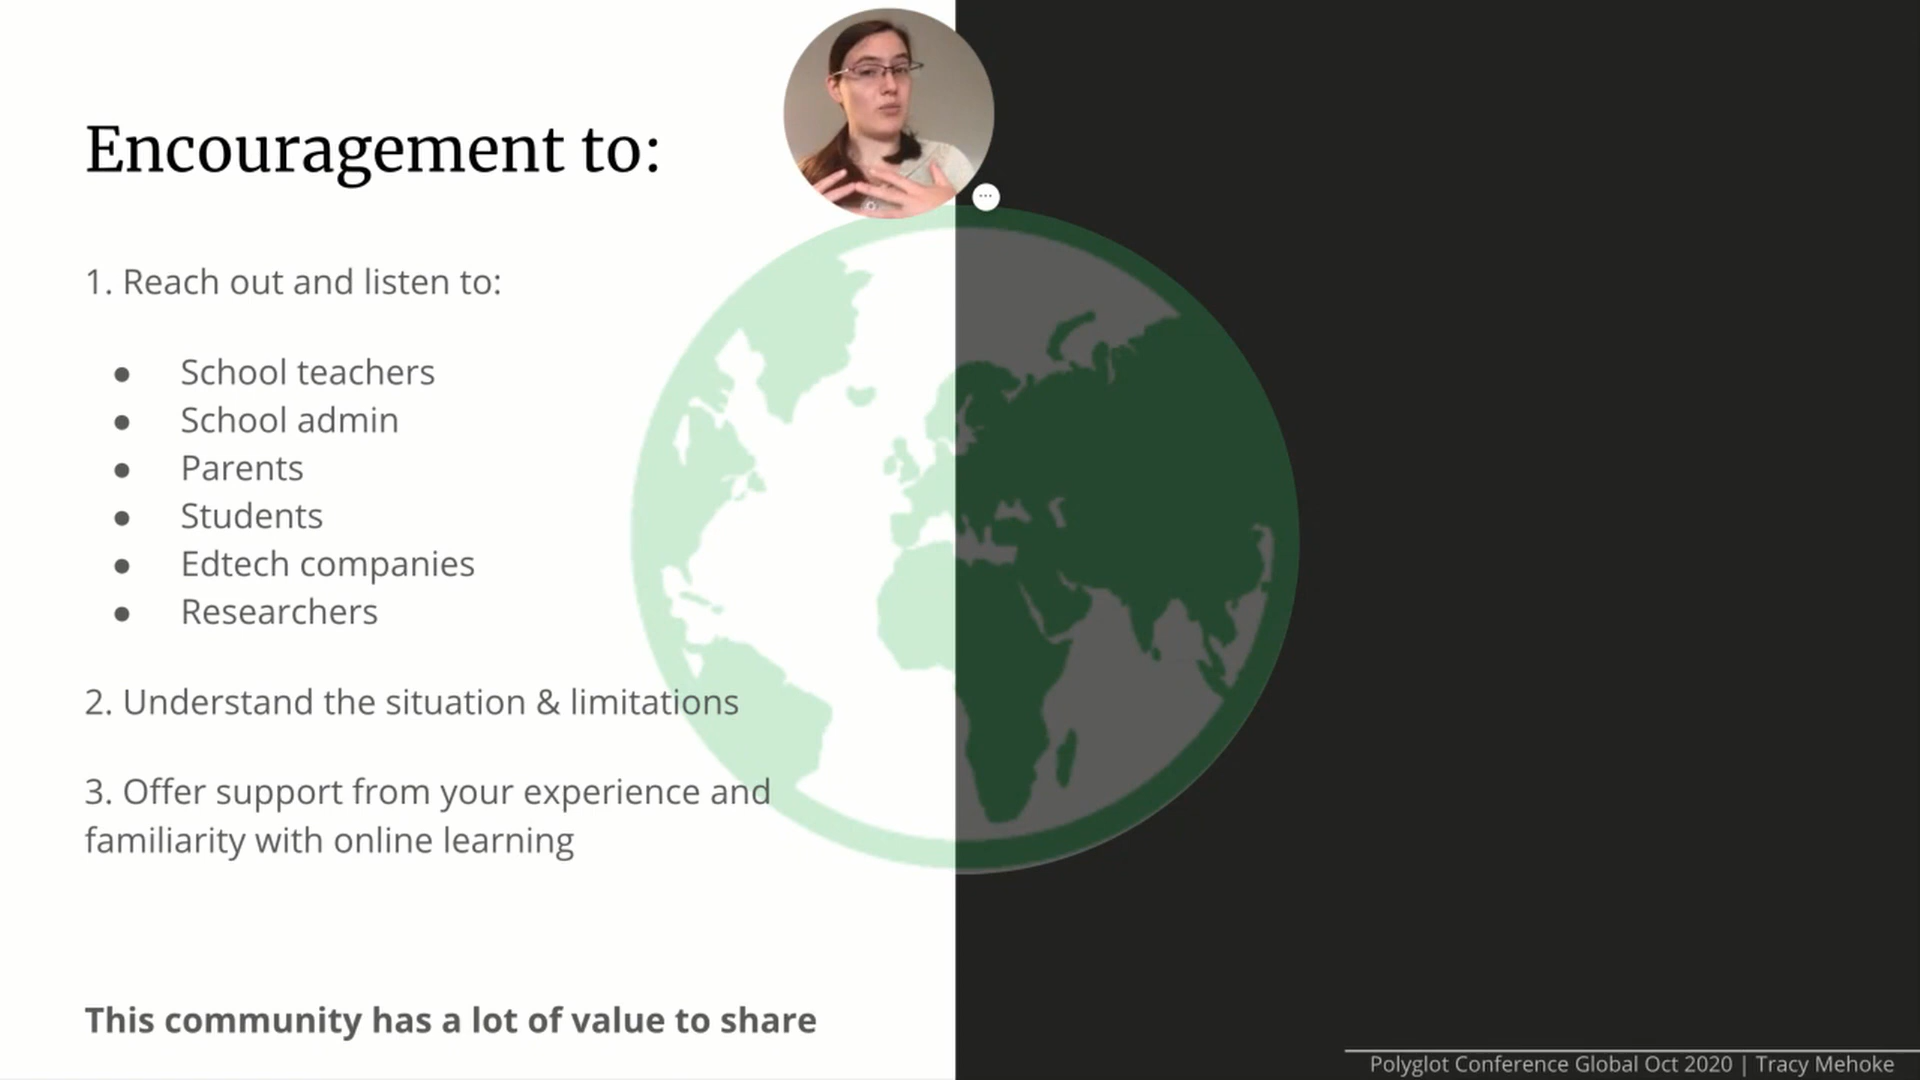 Encouragement to:
1. Reach out and listen to:
● School teachers
● School admin
● Parents
● Students
● Edtech companies
● Researchers
2. Understand the situation & limitations
3. Offer support from your experience and
familiarity with online learning
This community has a lot of value to share
Polyglot Conference Global Oct 2020 | Tracy Mehoke